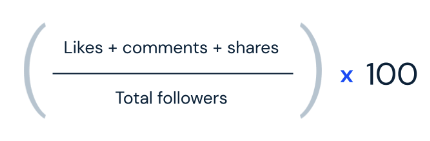 Likes + comments + shares
Total followers
x 100